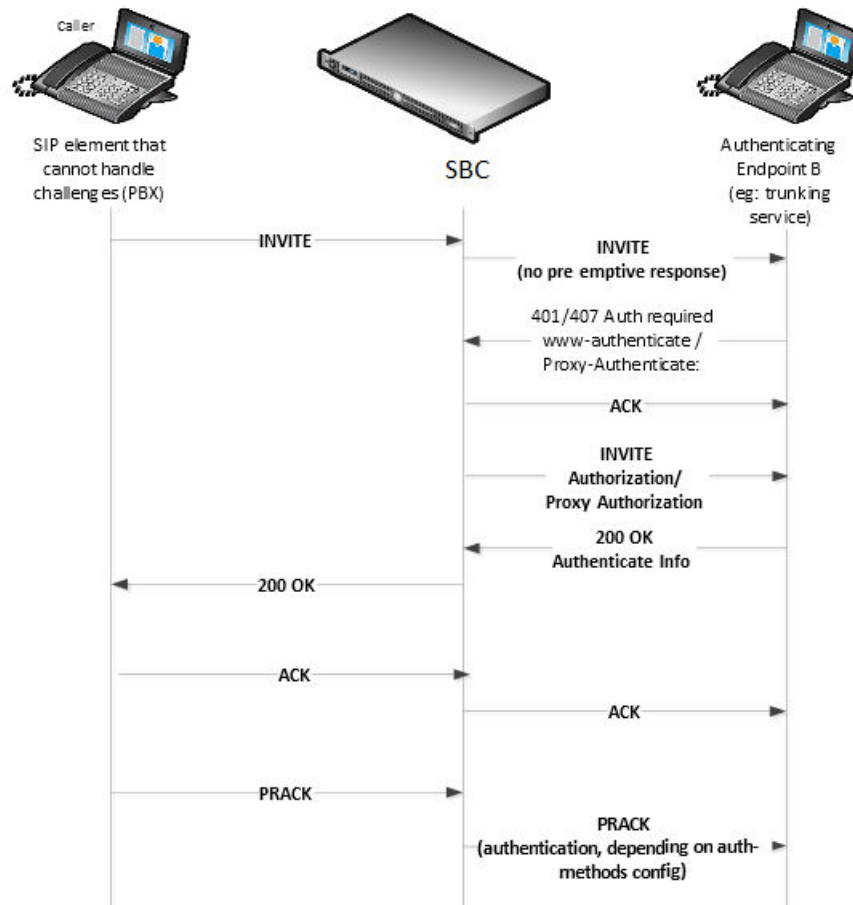 Caller
SIP element that
cannot handle
challenges (PBX)
SBC
Authenticating
Endpoint B
(eg: trunking
service)
INVITE
INVITE
(no pre emptive response)
401/407 Auth required
www-authenticate /
Proxy-Authenticate:
ACK
INVITE
Authorization/
Proxy Authorization
200 OK
Authenticate Info
200 OK
ACK
ACK
PRACK
PRACK
(authentication, depending on auth-
methods config)